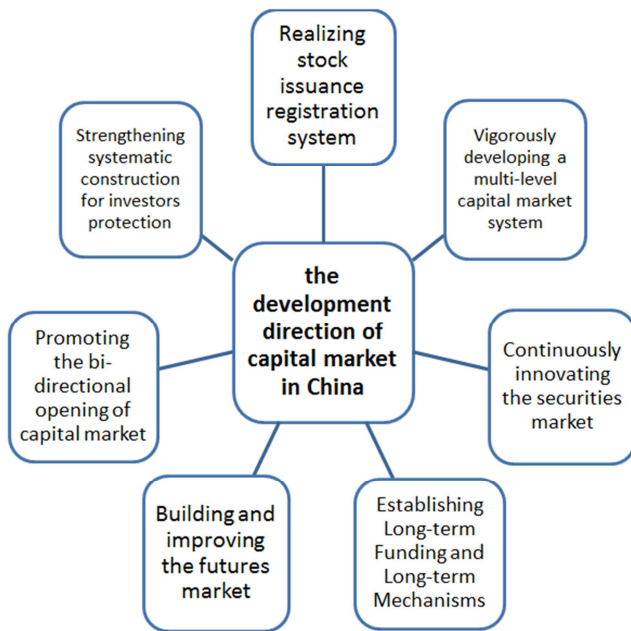 Realizing
stock
issuance
registration
system
Strengthening
systematic
construction
for investors
protection
Vigorously
developing a
multi-level
capital market
system
the
development
direction of
capital market
in China
Promoting
the bi-
directional
opening of
capital market
Continuously
innovating
the securities
market
Building and
improving
the futures
market
Establishing
Long-term
Funding and
Long-term
Mechanisms